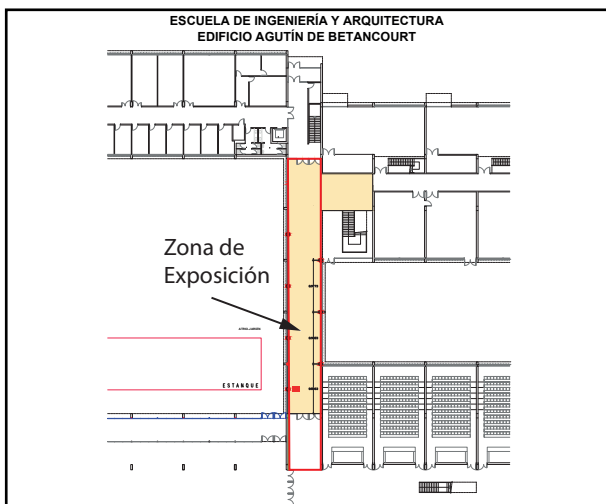 ESCUELA DE INGENIERÍA Y ARQUITECTURA
EDIFICIO AGUTÍN DE BETANCOURT
Zona de
Exposición
ESTANQUE